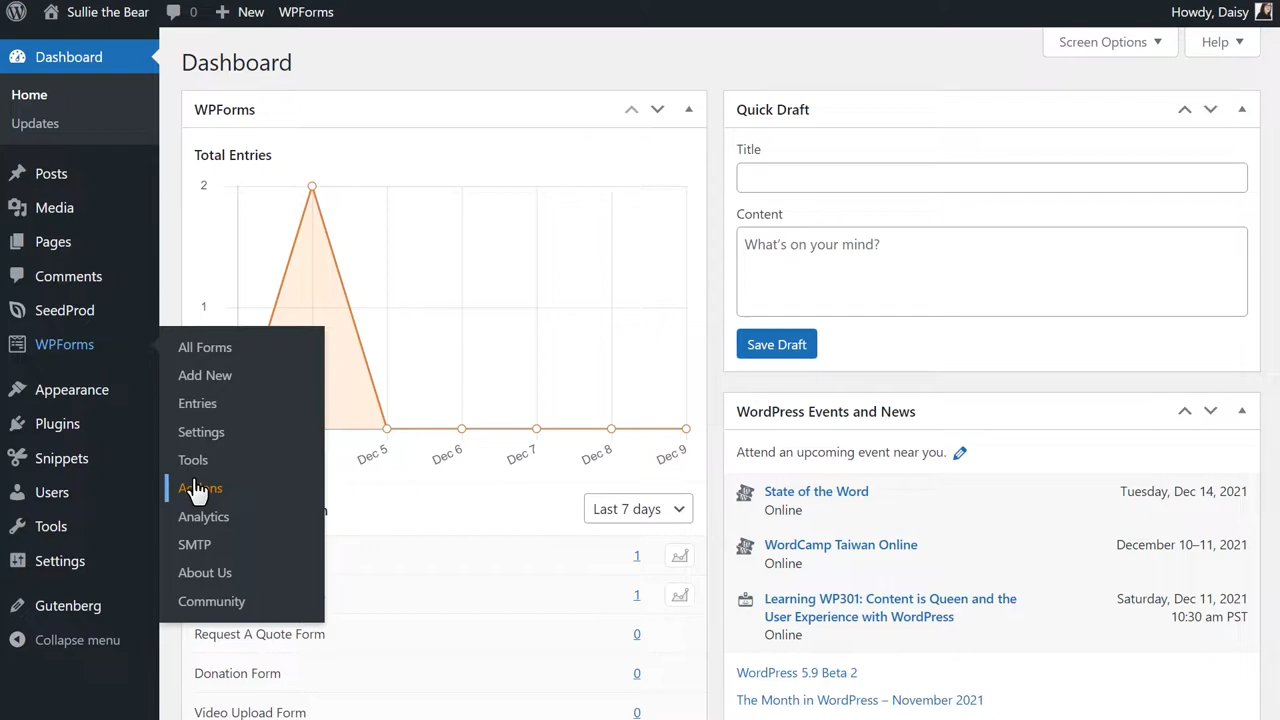 Sullie the Bear
0
New
WPForms
Howdy, Daisy
Dashboard
Home
Updates
Posts
Media
Pages
Comments
SeedProd
WPForms
Appearance
Plugins
Snippets
Users
Tools
Settings
Gutenberg
Collapse menu
All Forms
Add New
Entries
Settings
Tools
Analytics
SMTP
About Us
Community
Screen Options
Help
Dashboard
WPForms
Total Entries
2
1
Dec 5
Dec 6
Dec 7
Dec 8
Dec 9
Last 7 days
1
1
Request A Quote Form 0
Donation Form 0
Video Upload Form 0
Quick Draft
Title
Content
What's on your mind?
Save Draft
WordPress Events and News
Attend an upcoming event near you.
State of the Word Tuesday, Dec 14, 2021
Online
WordCamp Taiwan Online December 10–11, 2021
Online
Learning WP301: Content is Queen and the Saturday, Dec 11, 2021
User Experience with WordPress 10:30 am PST
Online
WordPress 5.9 Beta 2
The Month in WordPress – November 2021